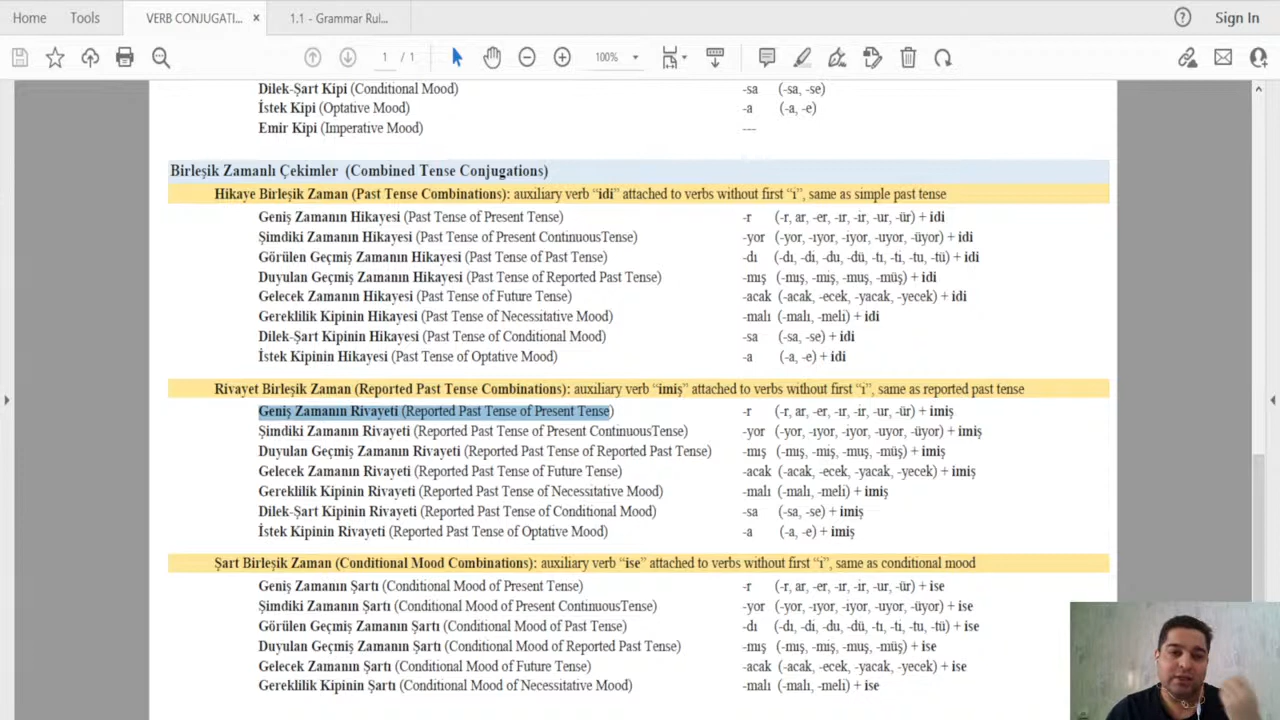 Home Tools VERB CONJUGATI... × 1.1 - Grammar Rul... Sign In
1 / 1 100%
Dilek-Şart Kipi (Conditional Mood) -sa (-sa, -se)
İstek Kipi (Optative Mood) -a (-a, -e)
Emir Kipi (Imperative Mood) ---
Birleşik Zamanlı Çekimler (Combined Tense Conjugations)
Hikaye Birleşik Zaman (Past Tense Combinations): auxiliary verb “idi” attached to verbs without first “i”, same as simple past tense
Geniş Zamanın Hikayesi (Past Tense of Present Tense) -r (-r, ar, -er, -ır, -ir, -ur, -ür) + idi
Şimdiki Zamanın Hikayesi (Past Tense of Present ContinuousTense) -yor (-yor, -ıyor, -iyor, -uyor, -üyor) + idi
Görülen Geçmiş Zamanın Hikayesi (Past Tense of Past Tense) -dı (-dı, -di, -du, -dü, -tı, -ti, -tu, -tü) + idi
Duyulan Geçmiş Zamanın Hikayesi (Past Tense of Reported Past Tense) -mış (-mış, -miş, -muş, -müş) + idi
Gelecek Zamanın Hikayesi (Past Tense of Future Tense) -acak (-acak, -ecek, -yacak, -yecek) + idi
Gereklilik Kipinin Hikayesi (Past Tense of Necessitative Mood) -malı (-malı, -meli) + idi
Dilek-Şart Kipinin Hikayesi (Past Tense of Conditional Mood) -sa (-sa, -se) + idi
İstek Kipinin Hikayesi (Past Tense of Optative Mood) -a (-a, -e) + idi
Rivayet Birleşik Zaman (Reported Past Tense Combinations): auxiliary verb “imiş” attached to verbs without first “i”, same as reported past tense
Geniş Zamanın Rivayeti (Reported Past Tense of Present Tense) -r (-r, ar, -er, -ır, -ir, -ur, -ür) + imiş
Şimdiki Zamanın Rivayeti (Reported Past Tense of Present ContinuousTense) -yor (-yor, -ıyor, -iyor, -uyor, -üyor) + imiş
Duyulan Geçmiş Zamanın Rivayeti (Reported Past Tense of Reported Past Tense) -mış (-mış, -miş, -muş, -müş) + imiş
Gelecek Zamanın Rivayeti (Reported Past Tense of Future Tense) -acak (-acak, -ecek, -yacak, -yecek) + imiş
Gereklilik Kipinin Rivayeti (Reported Past Tense of Necessitative Mood) -malı (-malı, -meli) + imiş
Dilek-Şart Kipinin Rivayeti (Reported Past Tense of Conditional Mood) -sa (-sa, -se) + imiş
İstek Kipinin Rivayeti (Reported Past Tense of Optative Mood) -a (-a, -e) + imiş
Şart Birleşik Zaman (Conditional Mood Combinations): auxiliary verb “ise” attached to verbs without first “i”, same as conditional mood
Geniş Zamanın Şartı (Conditional Mood of Present Tense) -r (-r, ar, -er, -ır, -ir, -ur, -ür) + ise
Şimdiki Zamanın Şartı (Conditional Mood of Present ContinuousTense) -yor (-yor, -ıyor, -iyor, -uyor, -üyor) + ise
Görülen Geçmiş Zamanın Şartı (Conditional Mood of Past Tense) -dı (-dı, -di, -du, -dü, -tı, -ti, -tu, -tü) + ise
Duyulan Geçmiş Zamanın Şartı (Conditional Mood of Reported Past Tense) -mış (-mış, -miş, -muş, -müş) + ise
Gelecek Zamanın Şartı (Conditional Mood of Future Tense) -acak (-acak, -ecek, -yacak, -yecek) + ise
Gereklilik Kipinin Şartı (Conditional Mood of Necessitative Mood) -malı (-malı, -meli) + ise